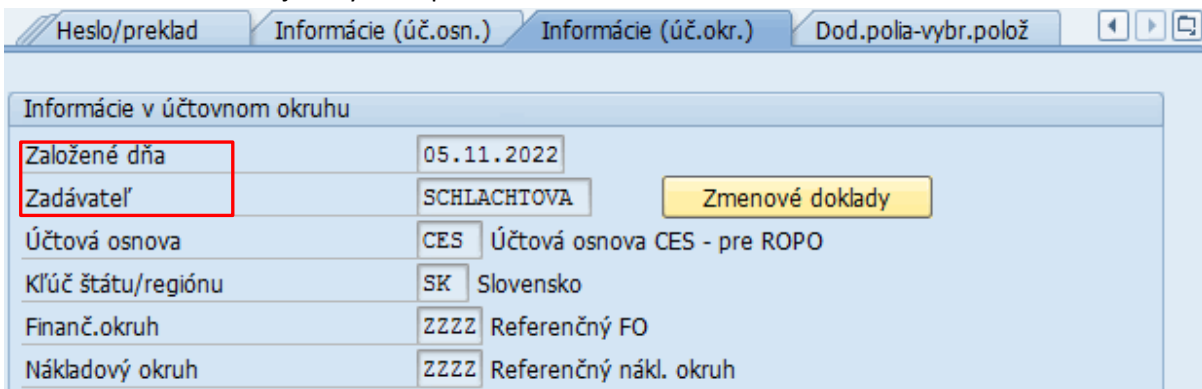 Heslo/preklad Informácie (úč.osn.) Informácie (úč.okr.) Dod.polia-vybr.polož
Informácie v účtovnom okruhu
Založené dňa 05.11.2022
Zadávateľ SCHLACHTOVA Zmenové doklady
Účtová osnova CES Účtová osnova CES - pre ROPO
Kľúč štátu/regiónu SK Slovensko
Finanč.okruh ZZZZ Referenčný FO
Nákladový okruh ZZZZ Referenčný nákl. okruh